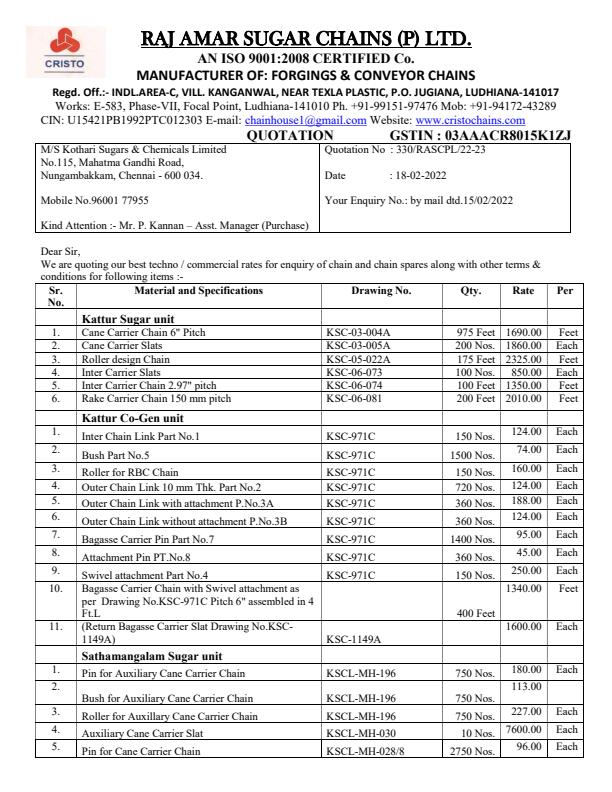 CRISTO
RAJ AMAR SUGAR CHAINS (P) LTD.
AN ISO 9001:2008 CERTIFIED Co.
MANUFACTURER OF: FORGINGS & CONVEYOR CHAINS
Regd. Off.:- INDL.AREA-C, VILL. KANGANWAL, NEAR TEXLA PLASTIC, P.O. JUGIANA, LUDHIANA-141017
Works: E-583, Phase-VII, Focal Point, Ludhiana-141010 Ph. +91-99151-97476 Mob: +91-94172-43289
CIN: U15421PB1992PTC012303 E-mail: chainhouse1@gmail.com Website: www.cristochains.com
QUOTATION GSTIN : 03AAACR8015K1ZJ
M/S Kothari Sugars & Chemicals Limited
No.115, Mahatma Gandhi Road,
Nungambakkam, Chennai - 600 034.
Mobile No.96001 77955
Kind Attention :- Mr. P. Kannan – Asst. Manager (Purchase)
Quotation No : 330/RASCPL/22-23
Date : 18-02-2022
Your Enquiry No.: by mail dtd.15/02/2022
Dear Sir,
We are quoting our best techno / commercial rates for enquiry of chain and chain spares along with other terms &
conditions for following items :-
Sr. No. Material and Specifications Drawing No. Qty. Rate Per
Kattur Sugar unit
1. Cane Carrier Chain 6" Pitch KSC-03-004A 975 Feet 1690.00 Feet
2. Cane Carrier Slats KSC-03-005A 200 Nos. 1860.00 Each
3. Roller design Chain KSC-05-022A 175 Feet 2325.00 Feet
4. Inter Carrier Slats KSC-06-073 100 Nos. 850.00 Each
5. Inter Carrier Chain 2.97" pitch KSC-06-074 100 Feet 1350.00 Feet
6. Rake Carrier Chain 150 mm pitch KSC-06-081 200 Feet 2010.00 Feet
Kattur Co-Gen unit
1. Inter Chain Link Part No.1 KSC-971C 150 Nos. 124.00 Each
2. Bush Part No.5 KSC-971C 1500 Nos. 74.00 Each
3. Roller for RBC Chain KSC-971C 150 Nos. 160.00 Each
4. Outer Chain Link 10 mm Thk. Part No.2 KSC-971C 720 Nos. 124.00 Each
5. Outer Chain Link with attachment P.No.3A KSC-971C 360 Nos. 188.00 Each
6. Outer Chain Link without attachment P.No.3B KSC-971C 360 Nos. 124.00 Each
7. Bagasse Carrier Pin Part No.7 KSC-971C 1400 Nos. 95.00 Each
8. Attachment Pin PT.No.8 KSC-971C 360 Nos. 45.00 Each
9. Swivel attachment Part No.4 KSC-971C 150 Nos. 250.00 Each
10. Bagasse Carrier Chain with Swivel attachment as
per Drawing No.KSC-971C Pitch 6" assembled in 4
Ft.L 400 Feet 1340.00 Feet
11. (Return Bagasse Carrier Slat Drawing No.KSC-
1149A) KSC-1149A 1600.00 Each
Sathamangalam Sugar unit
1. Pin for Auxiliary Cane Carrier Chain KSCL-MH-196 750 Nos. 180.00 Each
2. Bush for Auxiliary Cane Carrier Chain KSCL-MH-196 750 Nos. 113.00
3. Roller for Auxillary Cane Carrier Chain KSCL-MH-196 750 Nos. 227.00 Each
4. Auxiliary Cane Carrier Slat KSCL-MH-030 10 Nos. 7600.00 Each
5. Pin for Cane Carrier Chain KSCL-MH-028/8 2750 Nos. 96.00 Each